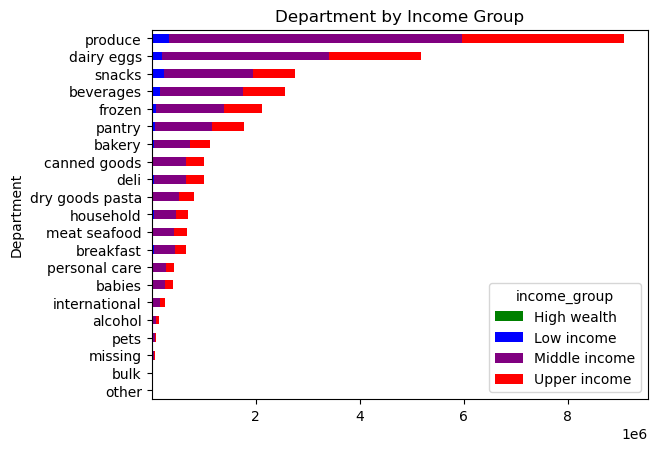 Department by Income Group
produce
dairy eggs
snacks
beverages
frozen
pantry
bakery
canned goods
deli
dry goods pasta
household
meat seafood
breakfast
personal care
babies
international
alcohol
pets
missing
bulk
other
Department
income_group
High wealth
Low income
Middle income
Upper income
2 4 6 8
1e6